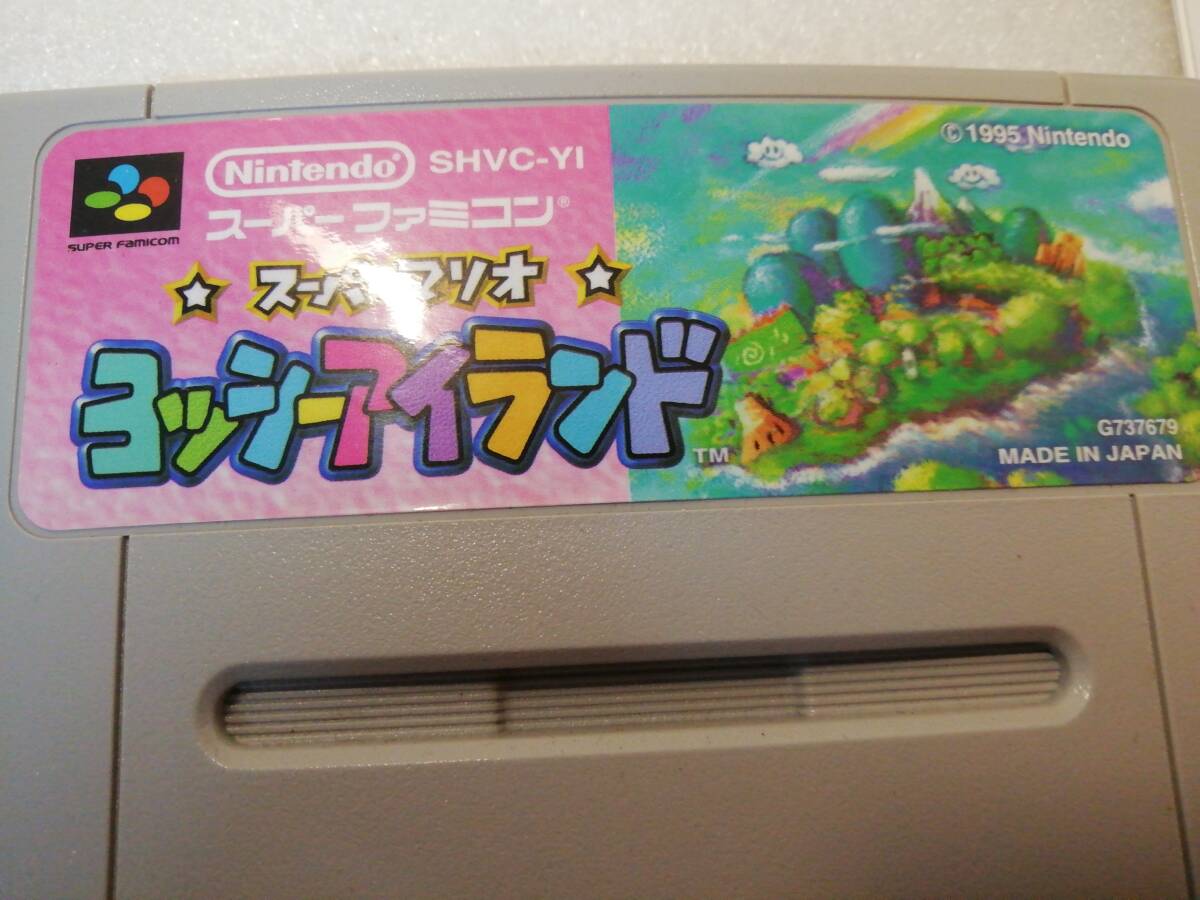 SUPER FAMICOM
Nintendo® SHVC-YI
スーパーファミコン®
スーパーマリオ
ヨッシーアイランド
TM
© 1995 Nintendo
G737679
MADE IN JAPAN